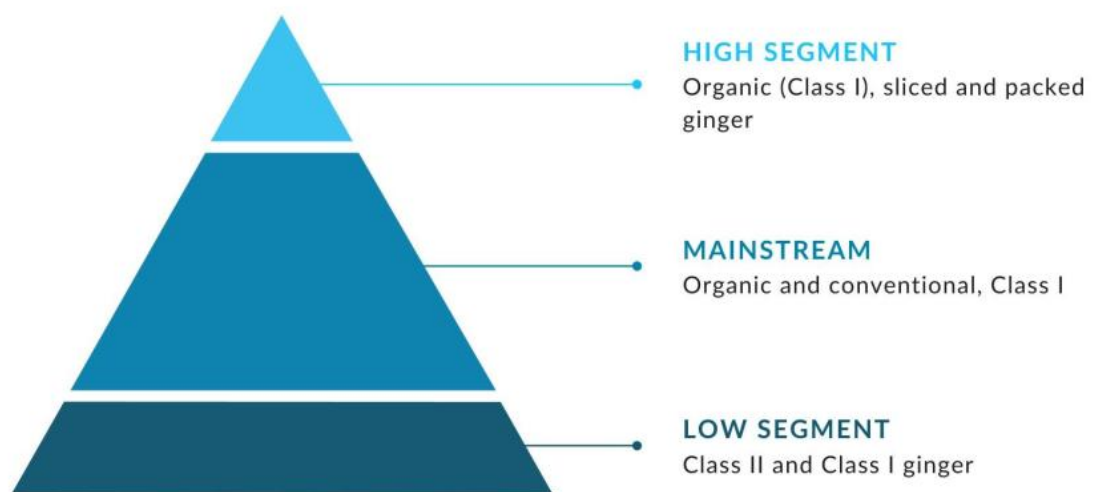 HIGH SEGMENT
Organic (Class I), sliced and packed
ginger
MAINSTREAM
Organic and conventional, Class I
LOW SEGMENT
Class II and Class I ginger